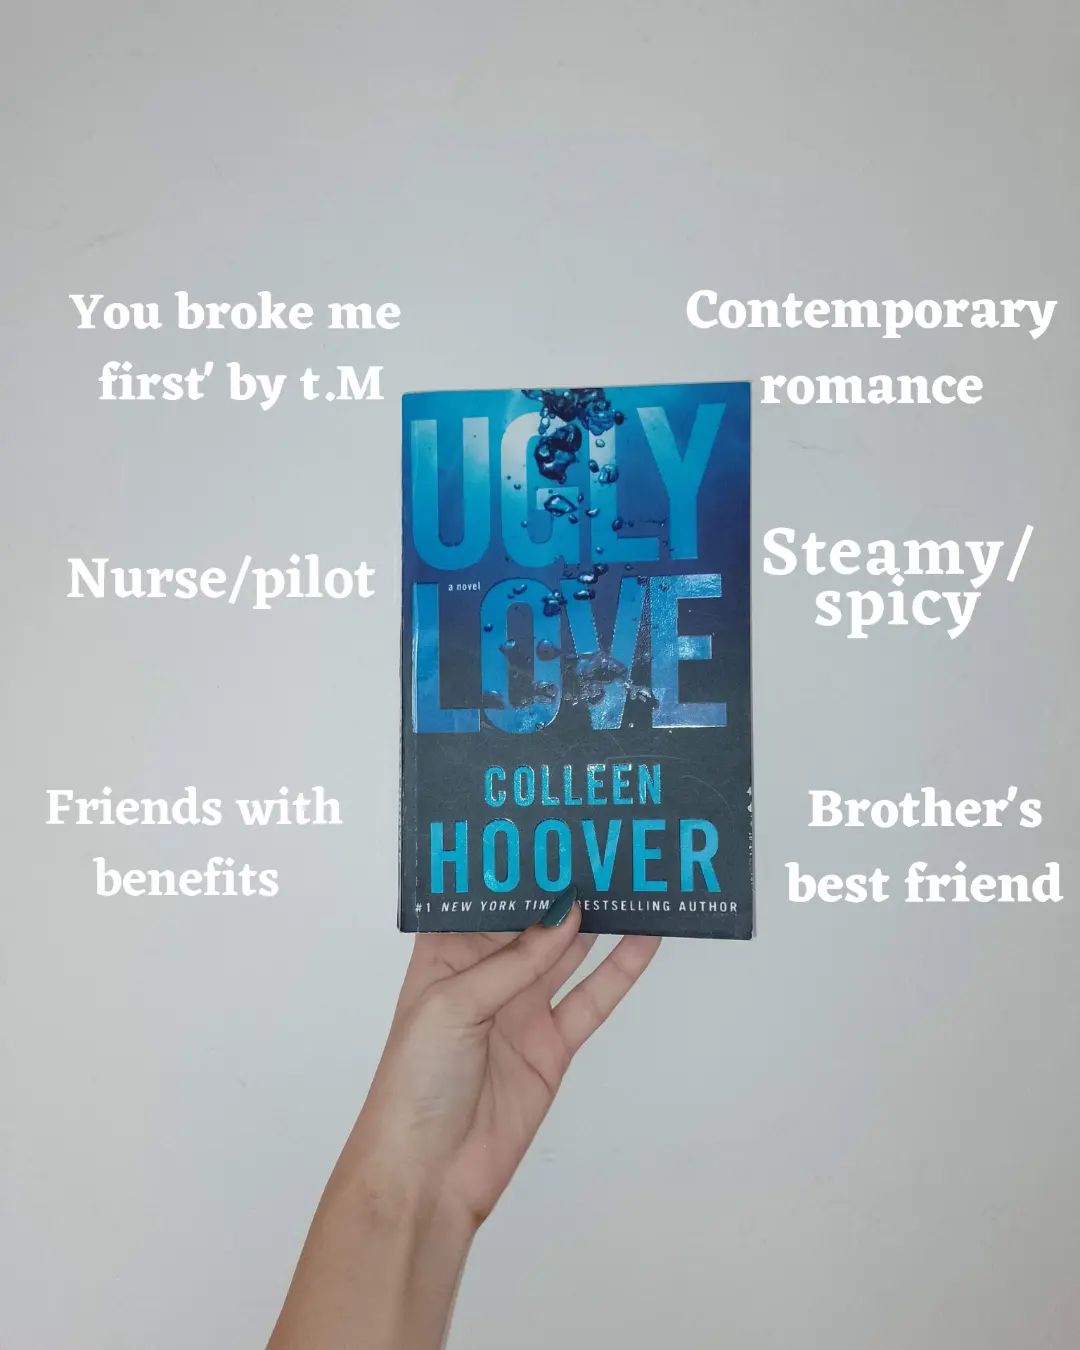 You broke me
first' by t.M
Contemporary
romance
Nurse/pilot
Steamy/
spicy
Friends with
benefits
Brother's
best friend
UGLY
a novel
LOVE
COLLEEN
HOOVER
#1 NEW YORK TIM BESTSELLING AUTHOR